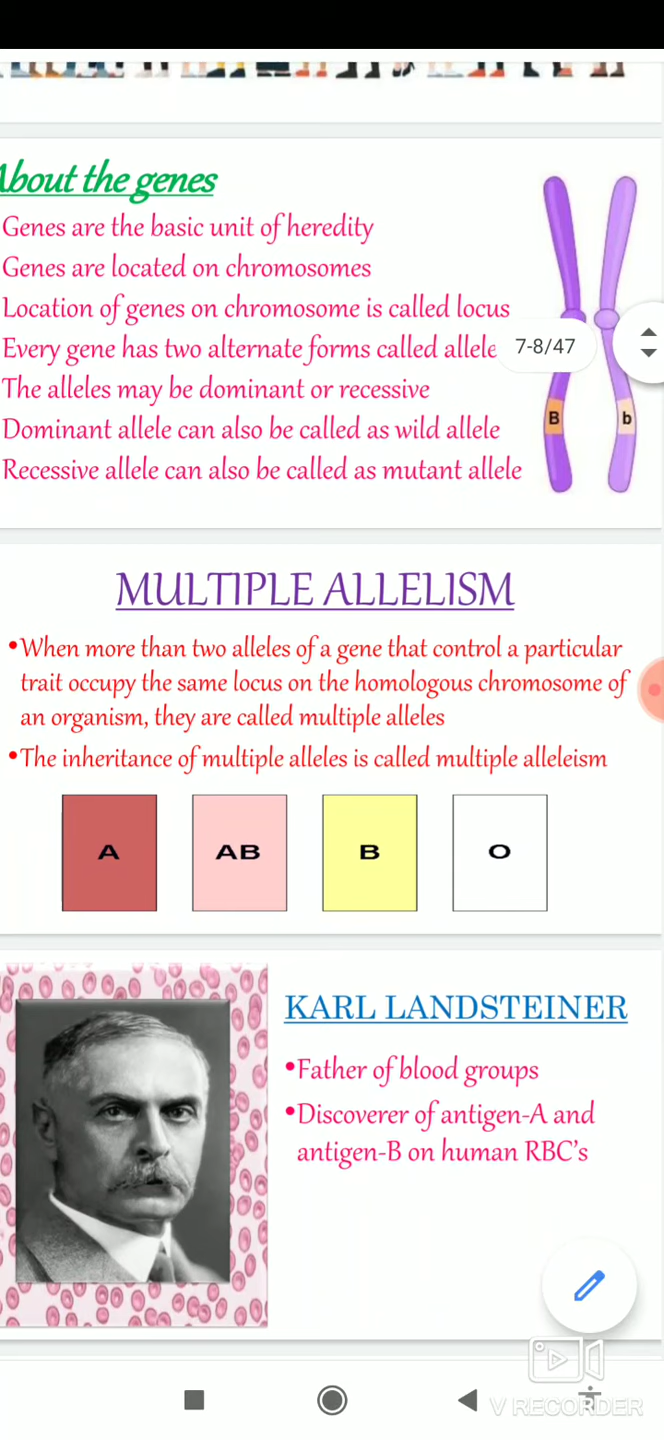 About the genes
Genes are the basic unit of heredity
Genes are located on chromosomes
Location of genes on chromosome is called locus
Every gene has two alternate forms called allele
7-8/47
The alleles may be dominant or recessive
Dominant allele can also be called as wild allele
Recessive allele can also be called as mutant allele
B b
MULTIPLE ALLELISM
•When more than two alleles of a gene that control a particular
trait occupy the same locus on the homologous chromosome of
an organism, they are called multiple alleles
•The inheritance of multiple alleles is called multiple alleleism
A AB B O
KARL LANDSTEINER
•Father of blood groups
•Discoverer of antigen-A and
antigen-B on human RBC's
V RECORDER